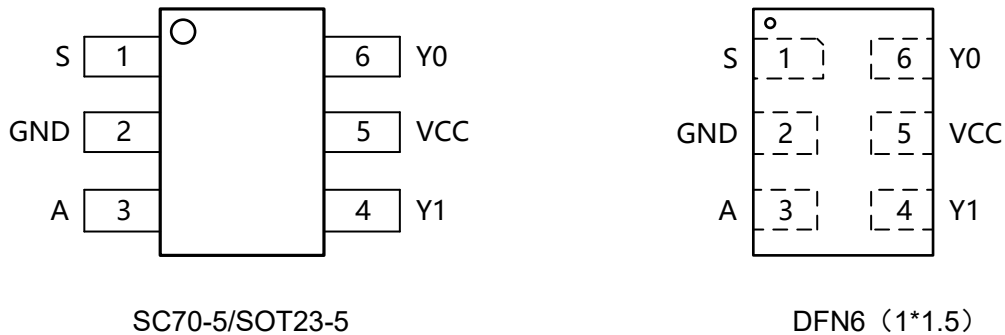 S 1 6 Y0
GND 2 5 VCC
A 3 4 Y1
SC70-5/SOT23-5
S 1 6 Y0
GND 2 5 VCC
A 3 4 Y1
DFN6（1*1.5）